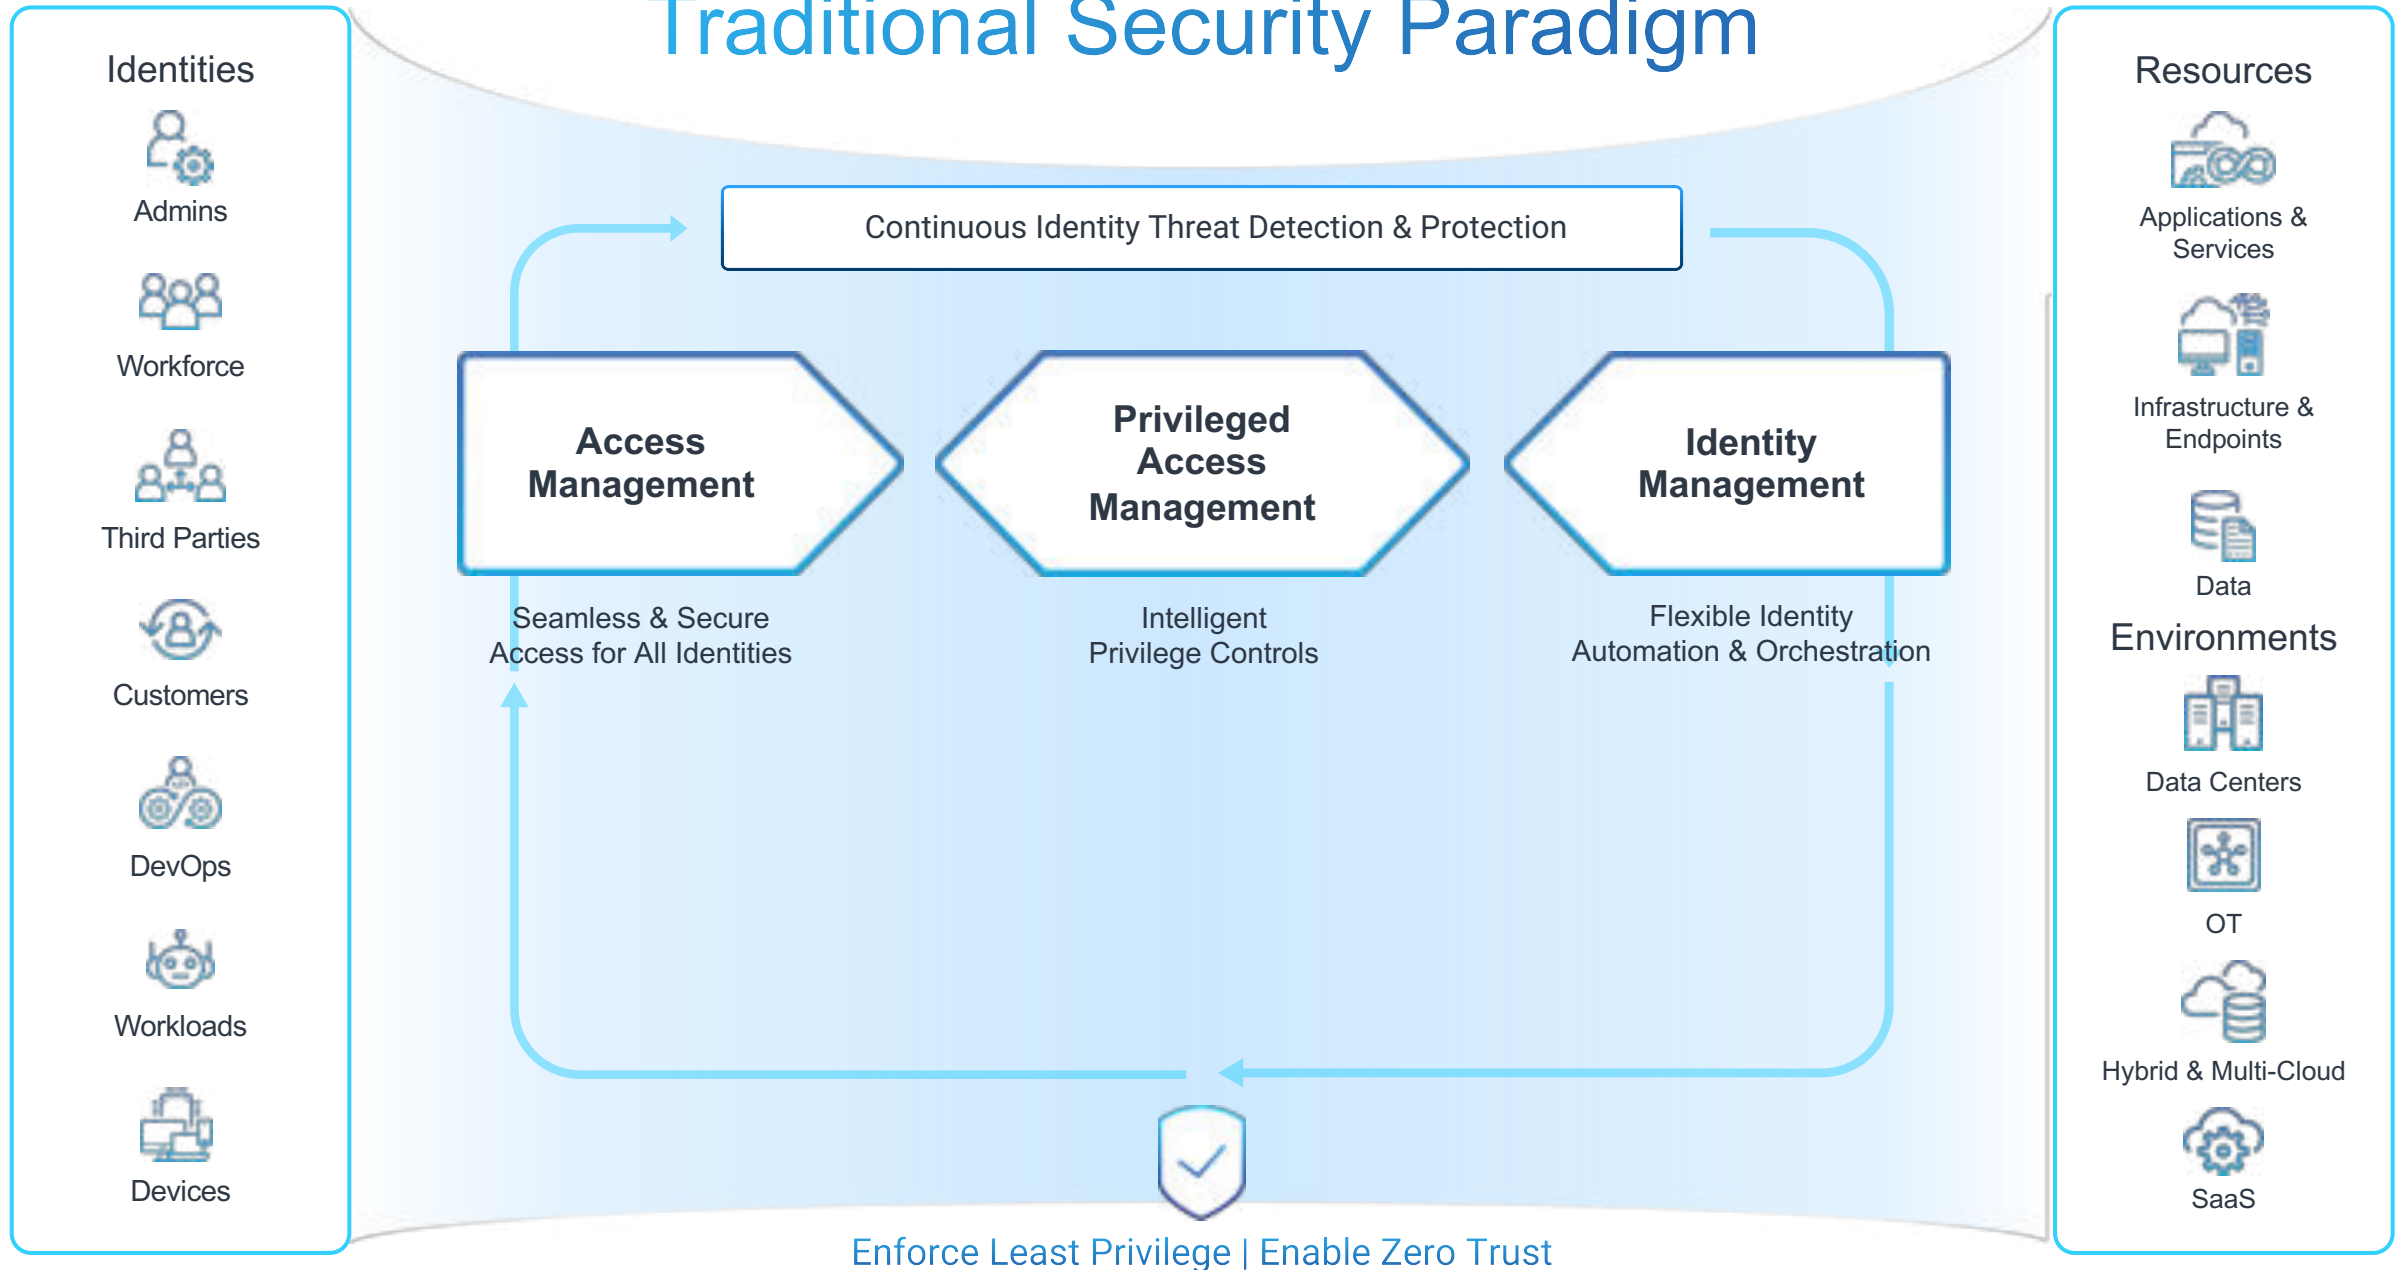 Traditional Security Paradigm
Identities
Admins
Workforce
Third Parties
Customers
DevOps
Workloads
Devices
Continuous Identity Threat Detection & Protection
Access
Management
Seamless & Secure
Access for All Identities
Privileged
Access
Management
Intelligent
Privilege Controls
Identity
Management
Flexible Identity
Automation & Orchestration
Enforce Least Privilege | Enable Zero Trust
Resources
Applications &
Services
Infrastructure &
Endpoints
Data
Environments
Data Centers
OT
Hybrid & Multi-Cloud
SaaS